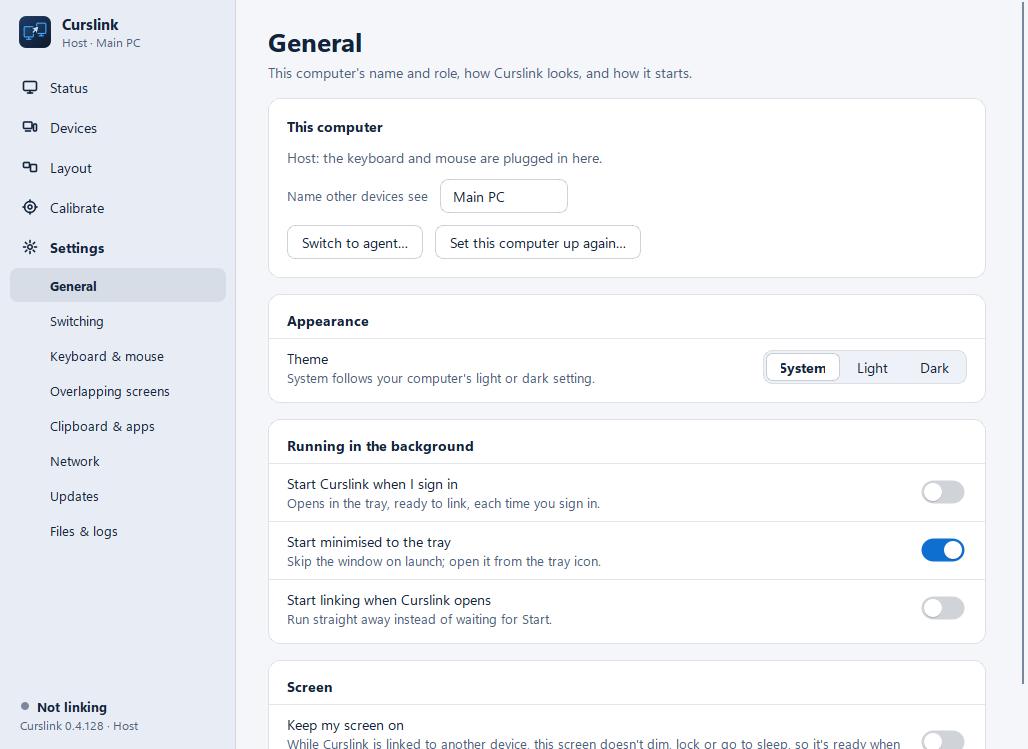 Curslink
Host · Main PC
Status
Devices
Layout
Calibrate
Settings
General
Switching
Keyboard & mouse
Overlapping screens
Clipboard & apps
Network
Updates
Files & logs
Not linking
Curslink 0.4.128 · Host
General
This computer's name and role, how Curslink looks, and how it starts.
This computer
Host: the keyboard and mouse are plugged in here.
Name other devices see
Main PC
Switch to agent...
Set this computer up again...
Appearance
Theme
System follows your computer's light or dark setting.
System
Light
Dark
Running in the background
Start Curslink when I sign in
Opens in the tray, ready to link, each time you sign in.
Start minimised to the tray
Skip the window on launch; open it from the tray icon.
Start linking when Curslink opens
Run straight away instead of waiting for Start.
Screen
Keep my screen on
While Curslink is linked to another device, this screen doesn't dim, lock or go to sleep, so it's ready when